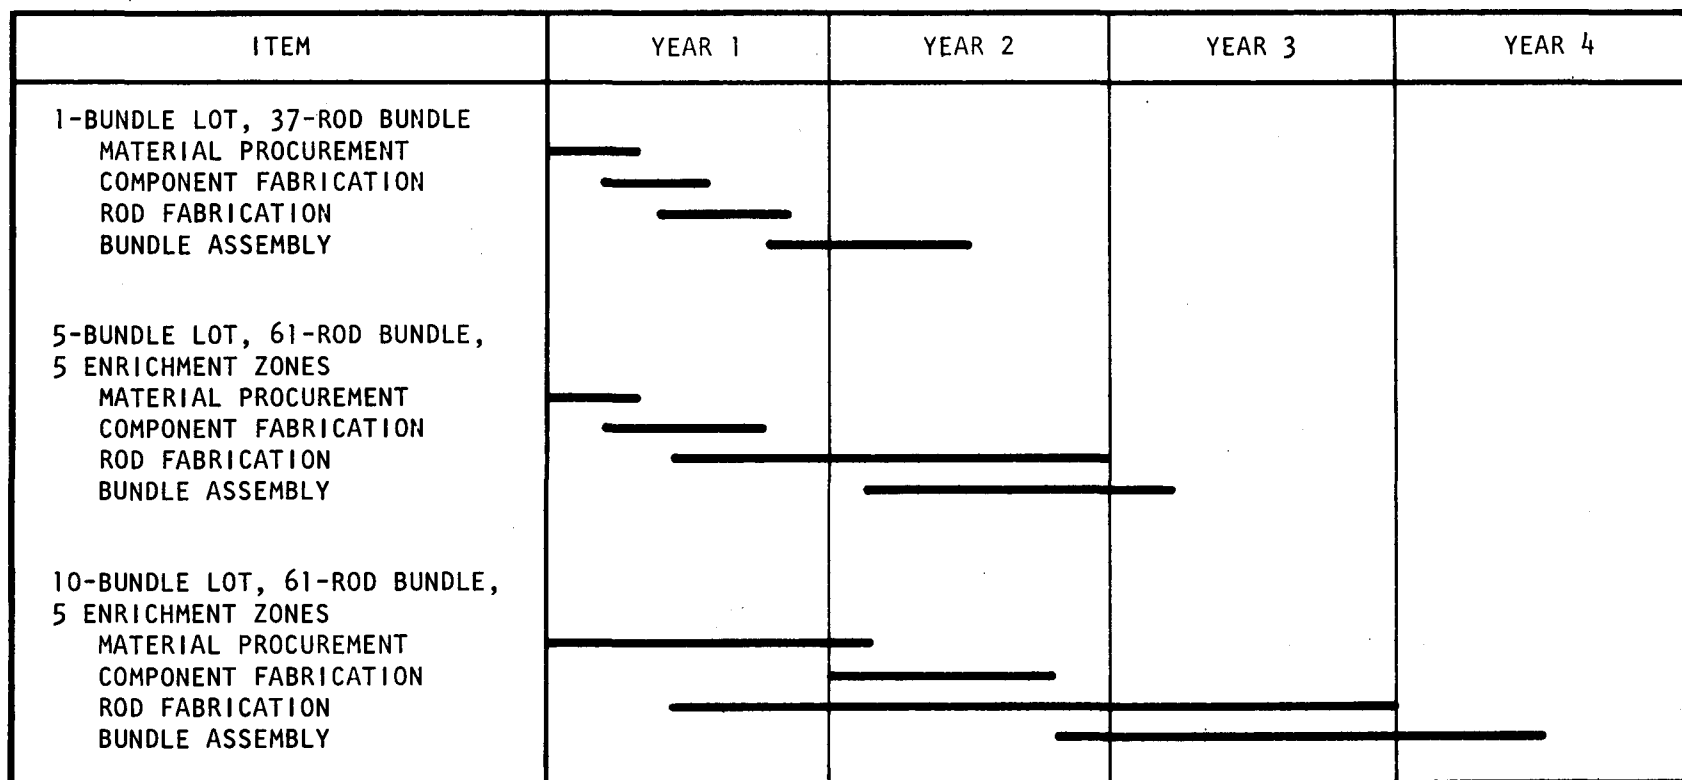 ITEM YEAR 1 YEAR 2 YEAR 3 YEAR 4
1-BUNDLE LOT, 37-ROD BUNDLE
MATERIAL PROCUREMENT
COMPONENT FABRICATION
ROD FABRICATION
BUNDLE ASSEMBLY
5-BUNDLE LOT, 61-ROD BUNDLE,
5 ENRICHMENT ZONES
MATERIAL PROCUREMENT
COMPONENT FABRICATION
ROD FABRICATION
BUNDLE ASSEMBLY
10-BUNDLE LOT, 61-ROD BUNDLE,
5 ENRICHMENT ZONES
MATERIAL PROCUREMENT
COMPONENT FABRICATION
ROD FABRICATION
BUNDLE ASSEMBLY